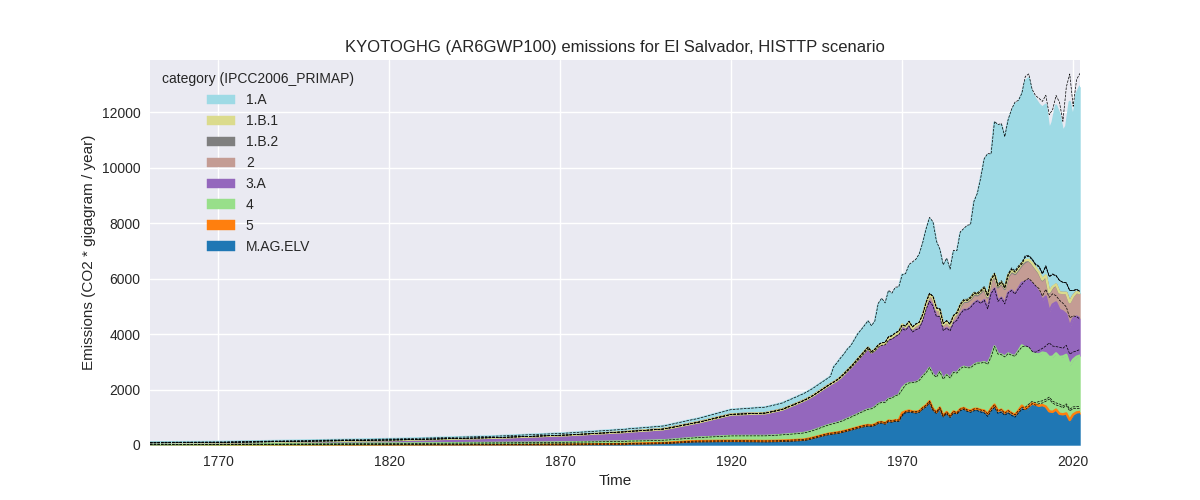 KYOTOGHG (AR6GWP100) emissions for El Salvador, HISTTP scenario
category (IPCC2006_PRIMAP)
1.A
1.B.1
1.B.2
2
3.A
4
5
M.AG.ELV
Emissions (CO2 * gigagram / year)
12000
10000
8000
6000
4000
2000
0
1770
1820
1870
1920
1970
2020
Time